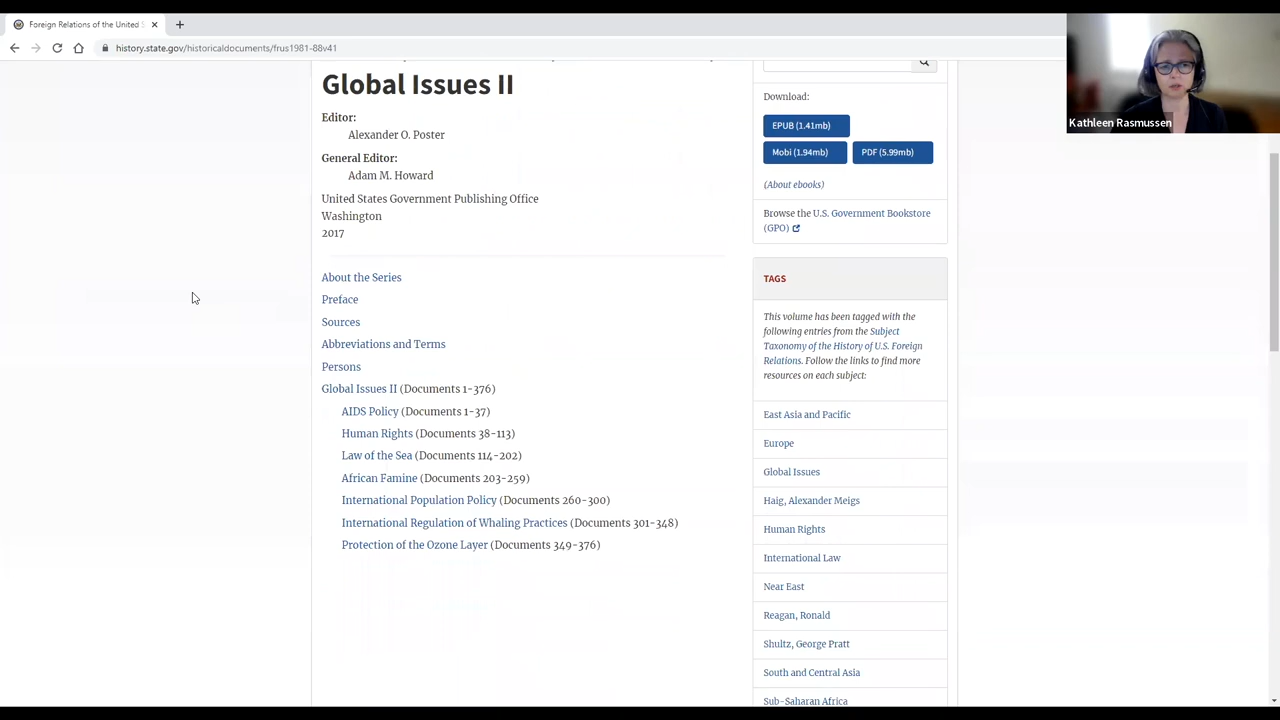 Foreign Relations of the United S
history.state.gov/historicaldocuments/frus1981-88v41
Kathleen Rasmussen
Global Issues II
Editor:
Alexander O. Poster
General Editor:
Adam M. Howard
United States Government Publishing Office
Washington
2017
About the Series
Preface
Sources
Abbreviations and Terms
Persons
Global Issues II (Documents 1-376)
AIDS Policy (Documents 1-37)
Human Rights (Documents 38-113)
Law of the Sea (Documents 114-202)
African Famine (Documents 203-259)
International Population Policy (Documents 260-300)
International Regulation of Whaling Practices (Documents 301-348)
Protection of the Ozone Layer (Documents 349-376)
Download:
EPUB (1.41mb)
Mobi (1.94mb) PDF (5.99mb)
(About ebooks)
Browse the U.S. Government Bookstore
(GPO)
TAGS
This volume has been tagged with the
following entries from the Subject
Taxonomy of the History of U.S. Foreign
Relations. Follow the links to find more
resources on each subject:
East Asia and Pacific
Europe
Global Issues
Haig, Alexander Meigs
Human Rights
International Law
Near East
Reagan, Ronald
Shultz, George Pratt
South and Central Asia
Sub-Saharan Africa